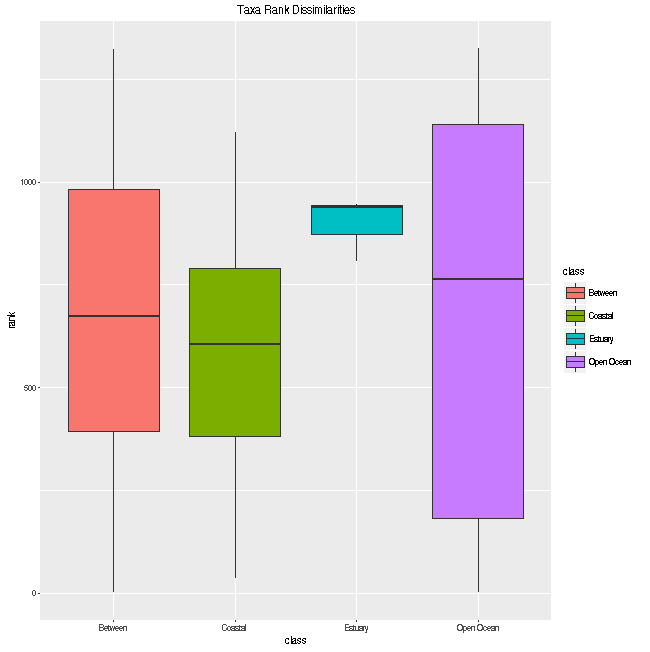 Taxa Rank Dissimilarities
rank
1000
500
0
Between
Coastal
Estuary
Open Ocean
class
class
Between
Coastal
Estuary
Open Ocean